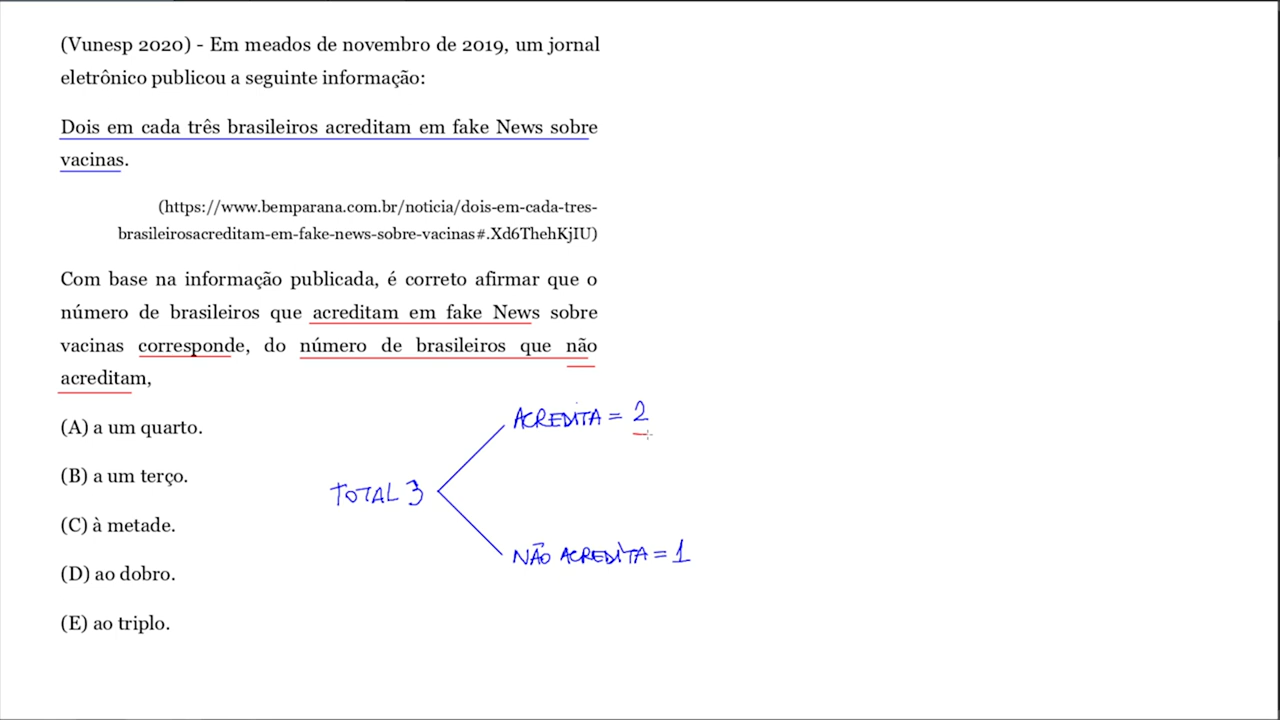 (Vunesp 2020) - Em meados de novembro de 2019, um jornal
eletrônico publicou a seguinte informação:
Dois em cada três brasileiros acreditam em fake News sobre
vacinas.
(https://www.bemparana.com.br/noticia/dois-em-cada-tres-
brasileirosacreditam-em-fake-news-sobre-vacinas#.Xd6ThehKjIU)
Com base na informação publicada, é correto afirmar que o
número de brasileiros que acreditam em fake News sobre
vacinas corresponde, do número de brasileiros que não
acreditam,
(A) a um quarto.
(B) a um terço.
(C) à metade.
(D) ao dobro.
(E) ao triplo.
ACREDITA = 2
TOTAL 3
NÃO ACREDITA = 1